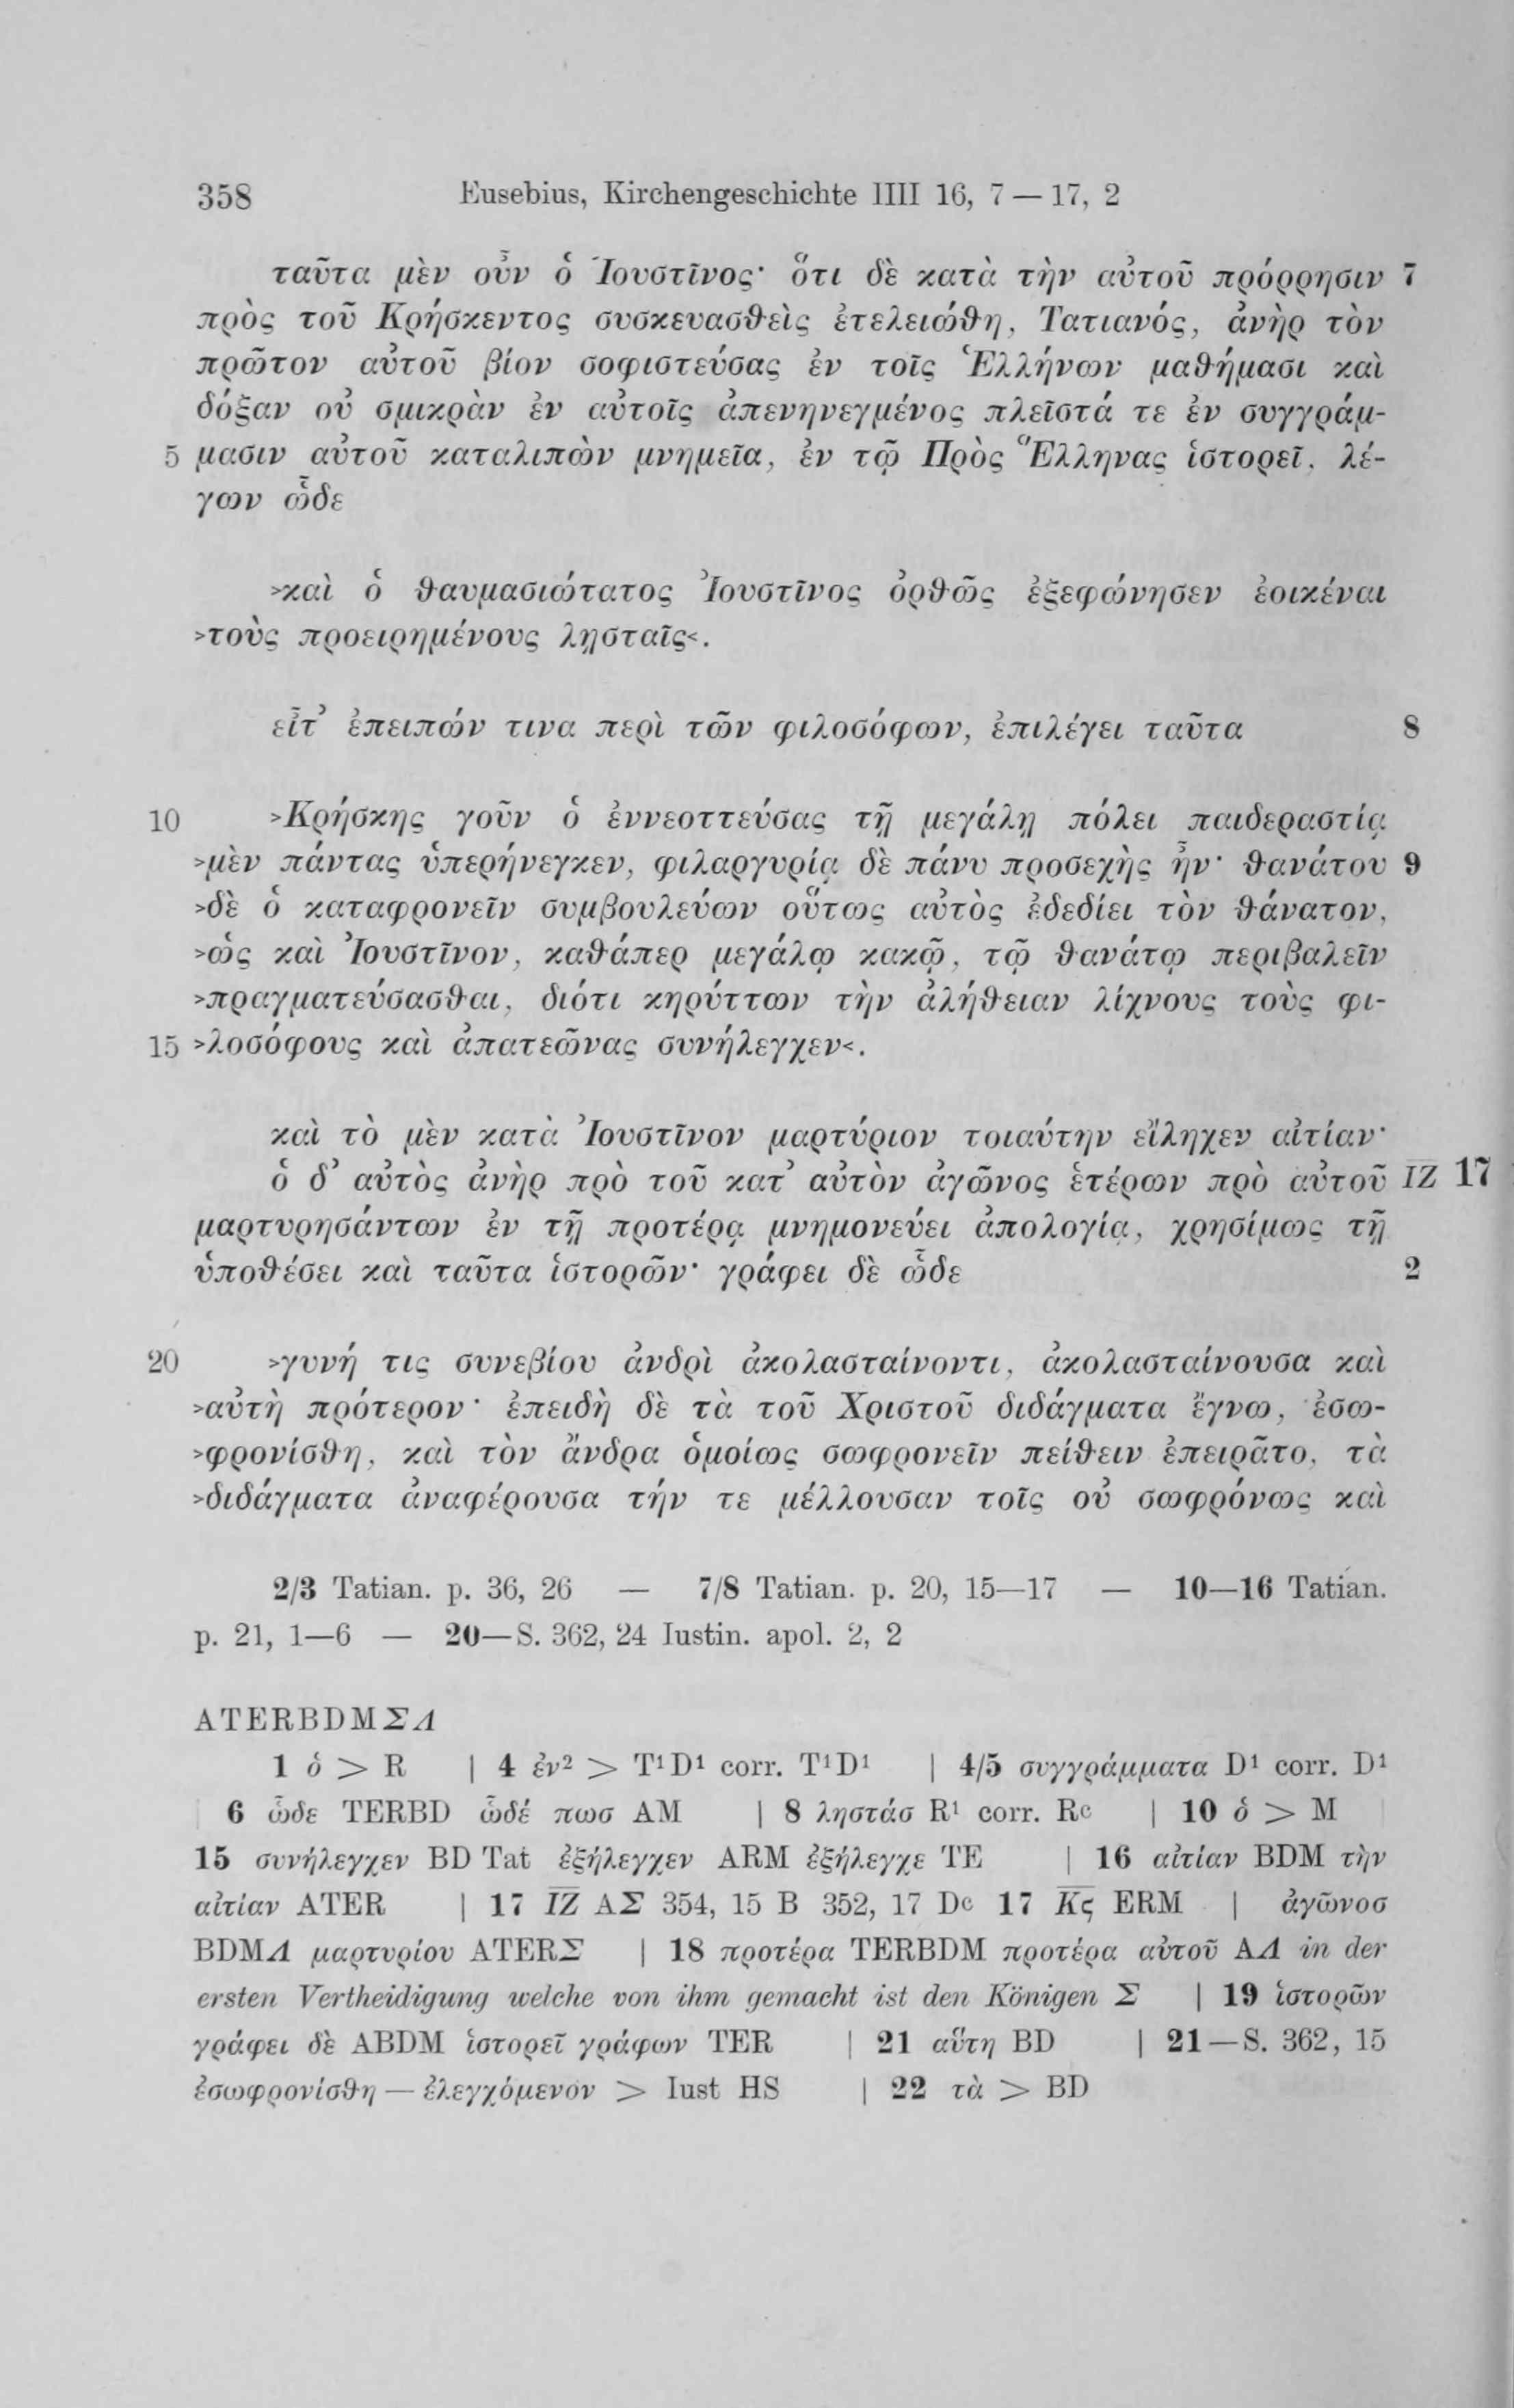 358 Eusebius, Kirchengeschichte IIII 16, 7 — 17, 2
ταῦτα μὲν οὖν ὁ Ἰουστῖνος· ὅτι δὲ κατὰ τὴν αὐτοῦ πρόρρησιν 7
πρὸς τοῦ Κρήσκεντος συσκευασθεὶς ἐτελειώθη, Τατιανός, ἀνὴρ τὸν
πρῶτον αὐτοῦ βίον σοφιστεύσας ἐν τοῖς Ἑλλήνων μαθήμασι καὶ
δόξαν οὐ σμικρὰν ἐν αὐτοῖς ἀπενηνεγμένος πλεῖστά τε ἐν συγγράμ-
5 μασιν αὐτοῦ καταλιπὼν μνημεῖα, ἐν τῷ Πρὸς Ἕλληνας ἱστορεῖ, λέ-
γων ὧδε
>καὶ ὁ θαυμασιώτατος Ἰουστῖνος ὀρθῶς ἐξεφώνησεν ἐοικέναι
>τοὺς προειρημένους λῃσταῖς<.
εἶτ’ ἐπειπών τινα περὶ τῶν φιλοσόφων, ἐπιλέγει ταῦτα 8
10 >Κρήσκης γοῦν ὁ ἐννεοττεύσας τῇ μεγάλῃ πόλει παιδεραστίᾳ
>μὲν πάντας ὑπερήνεγκεν, φιλαργυρίᾳ δὲ πάνυ προσεχὴς ἦν· θανάτου 9
>δὲ ὁ καταφρονεῖν συμβουλεύων οὕτως αὐτὸς ἐδεδίει τὸν θάνατον,
>ὡς καὶ Ἰουστῖνον, καθάπερ μεγάλῳ κακῷ, τῷ θανάτῳ περιβαλεῖν
>πραγματεύσασθαι, διότι κηρύττων τὴν ἀλήθειαν λίχνους τοὺς φι-
15 >λοσόφους καὶ ἀπατεῶνας συνήλεγχεν<.
καὶ τὸ μὲν κατὰ Ἰουστῖνον μαρτύριον τοιαύτην εἴληχεν αἰτίαν·
ὁ δ’ αὐτὸς ἀνὴρ πρὸ τοῦ κατ’ αὐτὸν ἀγῶνος ἑτέρων πρὸ αὐτοῦ ΙΖ 17
μαρτυρησάντων ἐν τῇ προτέρᾳ μνημονεύει ἀπολογίᾳ, χρησίμως τῇ
ὑποθέσει καὶ ταῦτα ἱστορῶν· γράφει δὲ ὧδε 2
20 >γυνή τις συνεβίου ἀνδρὶ ἀκολασταίνοντι, ἀκολασταίνουσα καὶ
>αὐτὴ πρότερον· ἐπειδὴ δὲ τὰ τοῦ Χριστοῦ διδάγματα ἔγνω, ἐσω-
>φρονίσθη, καὶ τὸν ἄνδρα ὁμοίως σωφρονεῖν πείθειν ἐπειρᾶτο, τὰ
>διδάγματα ἀναφέρουσα τήν τε μέλλουσαν τοῖς οὐ σωφρόνως καὶ
2/3 Tatian. p. 36, 26 — 7/8 Tatian. p. 20, 15—17 — 10—16 Tatian.
p. 21, 1—6 — 20—S. 362, 24 Iustin. apol. 2, 2
ATERBDMΣΛ
1 ὁ > R | 4 ἐν² > T¹D¹ corr. T¹D¹ | 4/5 συγγράμματα D¹ corr. D¹
6 ὧδε TERBD ὧδέ πωσ AM | 8 ληστάσ R¹ corr. Rᶜ | 10 ὁ > M
15 συνήλεγχεν BD Tat ἐξήλεγχεν ARM ἐξήλεγχε TE | 16 αἰτίαν BDM τὴν
αἰτίαν ATER | 17 ΙΖ AΣ 354, 15 B 352, 17 Dᶜ 17 Κϛ ERM | ἀγῶνοσ
BDMΛ μαρτυρίου ATERΣ | 18 προτέρα TERBDM προτέρα αὐτοῦ AΛ in der
ersten Vertheidigung welche von ihm gemacht ist den Königen Σ | 19 ἱστορῶν
γράφει δὲ ABDM ἱστορεῖ γράφων TER | 21 αὕτη BD | 21—S. 362, 15
ἐσωφρονίσθη — ἐλεγχόμενον > Iust HS | 22 τὰ > BD